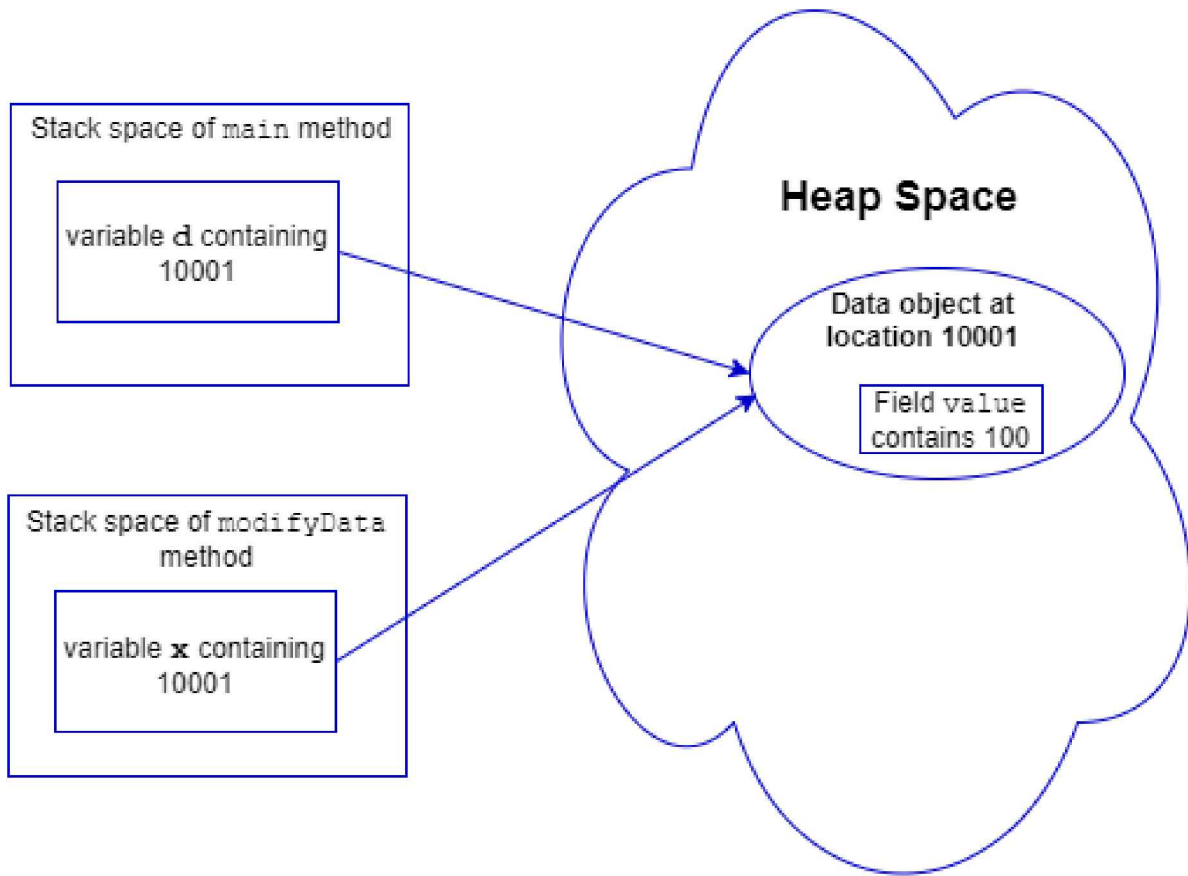 Stack space of main method
variable d containing
10001
Heap Space
Data object at
location 10001
Field value
contains 100
Stack space of modifyData
method
variable x containing
10001